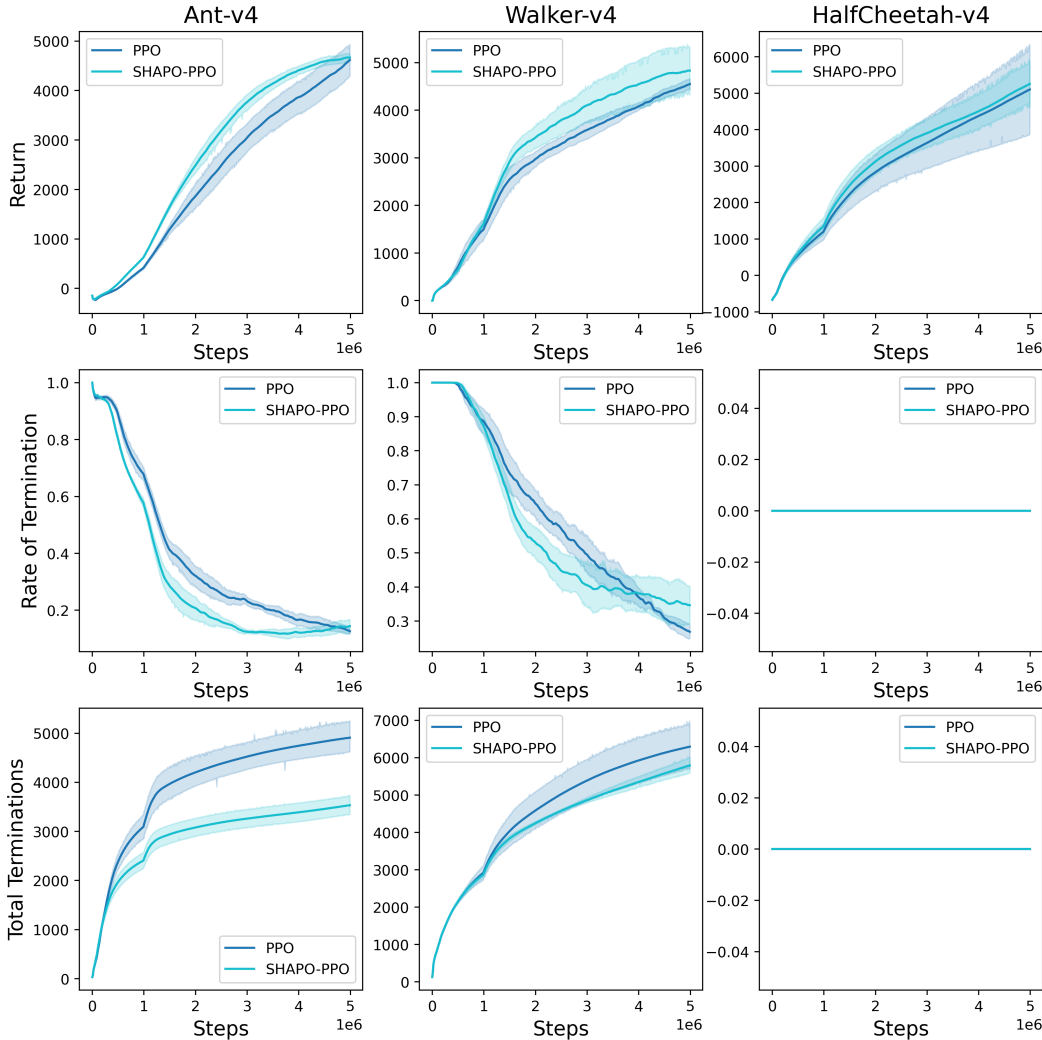 Ant-v4
Walker-v4
HalfCheetah-v4
Return
5000
4000
3000
2000
1000
0
PPO
SHAPO-PPO
0 1 2 3 4 5
1e6
Steps
5000
4000
3000
2000
1000
0
PPO
SHAPO-PPO
0 1 2 3 4 5
1e6
Steps
6000
5000
4000
3000
2000
1000
0
−1000
PPO
SHAPO-PPO
0 1 2 3 4 5
1e6
Steps
Rate of Termination
1.0
0.8
0.6
0.4
0.2
PPO
SHAPO-PPO
0 1 2 3 4 5
1e6
Steps
1.0
0.9
0.8
0.7
0.6
0.5
0.4
0.3
PPO
SHAPO-PPO
0 1 2 3 4 5
1e6
Steps
0.04
0.02
0.00
−0.02
−0.04
PPO
SHAPO-PPO
0 1 2 3 4 5
1e6
Steps
Total Terminations
5000
4000
3000
2000
1000
0
PPO
SHAPO-PPO
0 1 2 3 4 5
1e6
Steps
7000
6000
5000
4000
3000
2000
1000
0
PPO
SHAPO-PPO
0 1 2 3 4 5
1e6
Steps
0.04
0.02
0.00
−0.02
−0.04
PPO
SHAPO-PPO
0 1 2 3 4 5
1e6
Steps